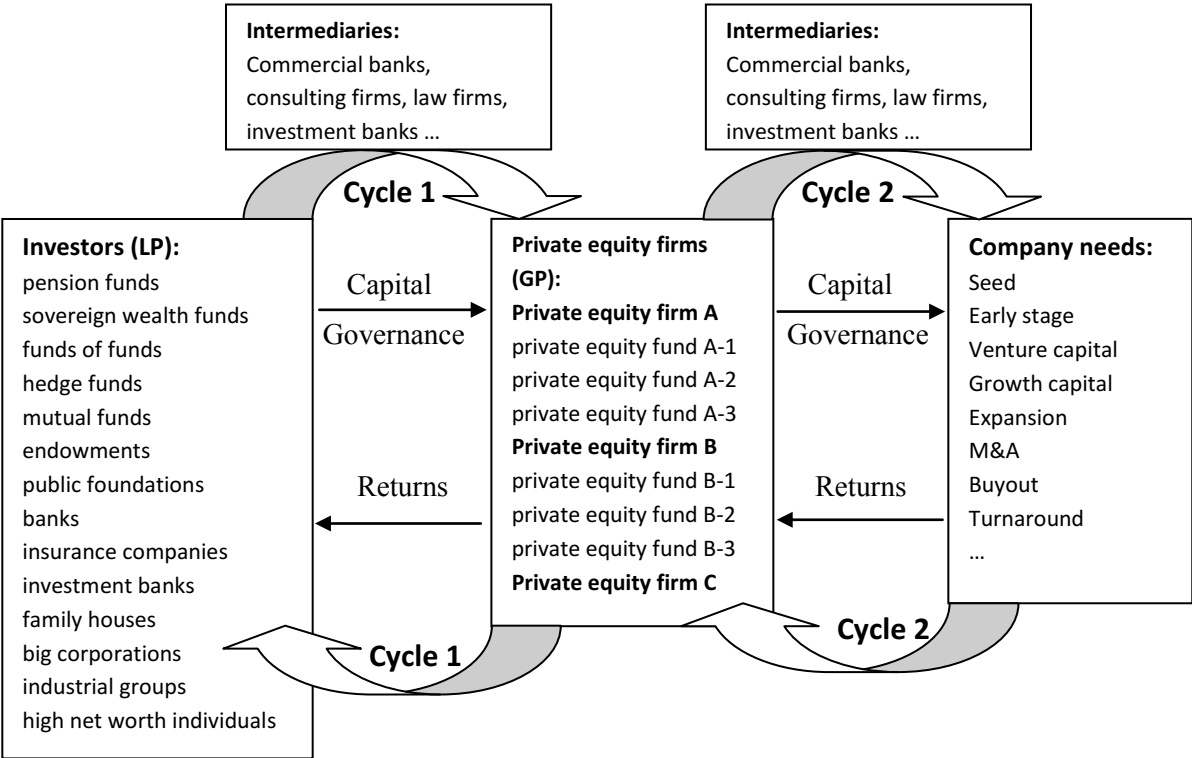 Intermediaries:
Commercial banks,
consulting firms, law firms,
investment banks …
Intermediaries:
Commercial banks,
consulting firms, law firms,
investment banks …
Cycle 1
Cycle 2
Investors (LP):
pension funds
sovereign wealth funds
funds of funds
hedge funds
mutual funds
endowments
public foundations
banks
insurance companies
investment banks
family houses
big corporations
industrial groups
high net worth individuals
Capital
Governance
Returns
Private equity firms
(GP):
Private equity firm A
private equity fund A-1
private equity fund A-2
private equity fund A-3
Private equity firm B
private equity fund B-1
private equity fund B-2
private equity fund B-3
Private equity firm C
Capital
Governance
Returns
Company needs:
Seed
Early stage
Venture capital
Growth capital
Expansion
M&A
Buyout
Turnaround
…
Cycle 1
Cycle 2